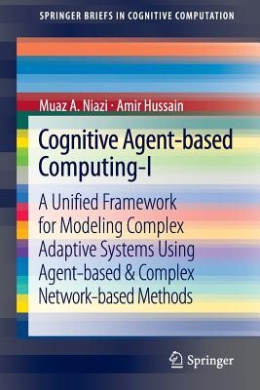 SPRINGER BRIEFS IN COGNITIVE COMPUTATION
Muaz A. Niazi · Amir Hussain
Cognitive Agent-based
Computing-I
A Unified Framework
for Modeling Complex
Adaptive Systems Using
Agent-based & Complex
Network-based Methods
Springer